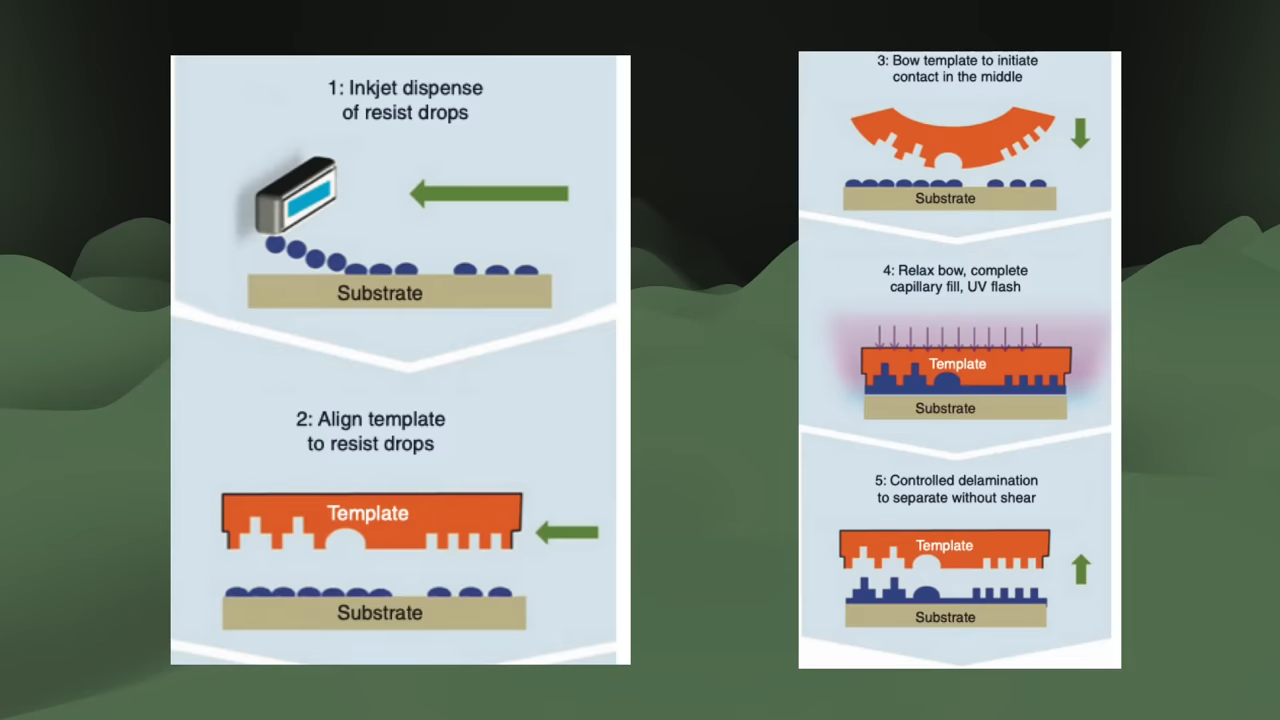 1: Inkjet dispense
of resist drops
Substrate
2: Align template
to resist drops
Template
Substrate
3: Bow template to initiate
contact in the middle
Substrate
4: Relax bow, complete
capillary fill, UV flash
Template
Substrate
5: Controlled delamination
to separate without shear
Template
Substrate